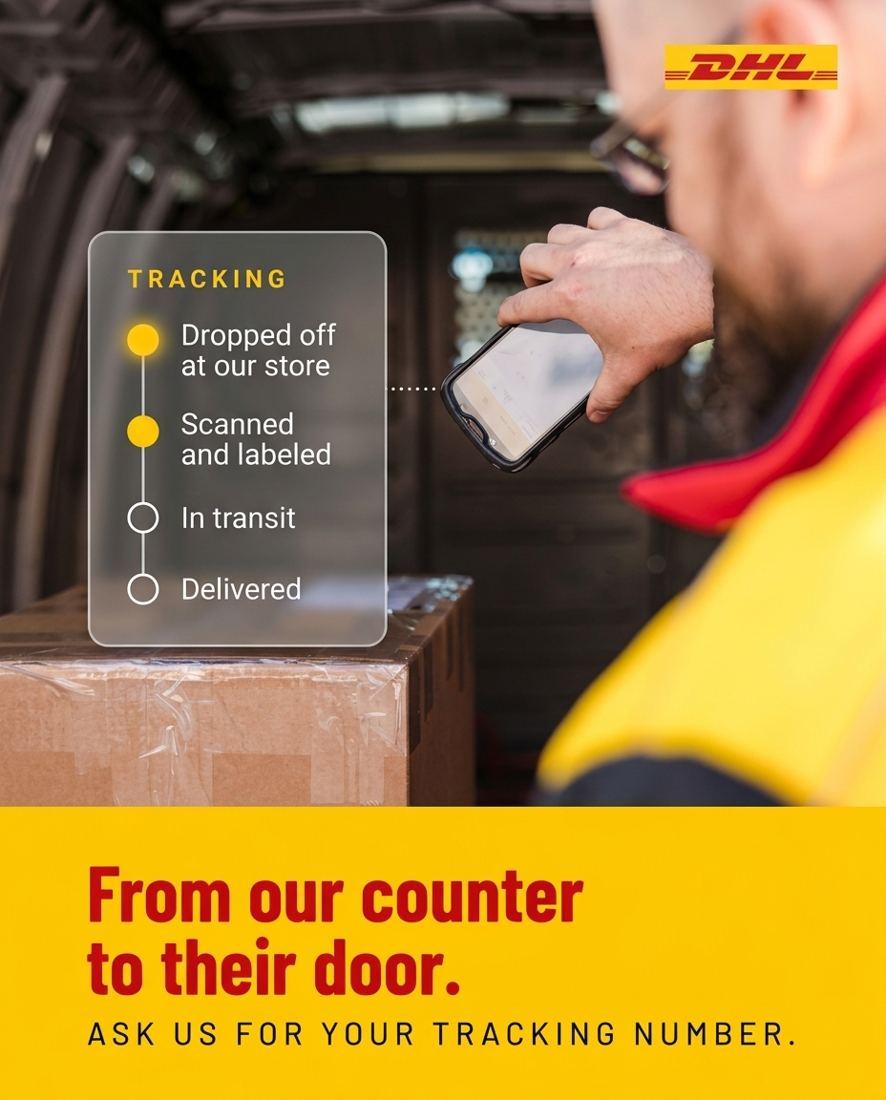 DHL
TRACKING
Dropped off
at our store
Scanned
and labeled
In transit
Delivered
From our counter
to their door.
ASK US FOR YOUR TRACKING NUMBER.